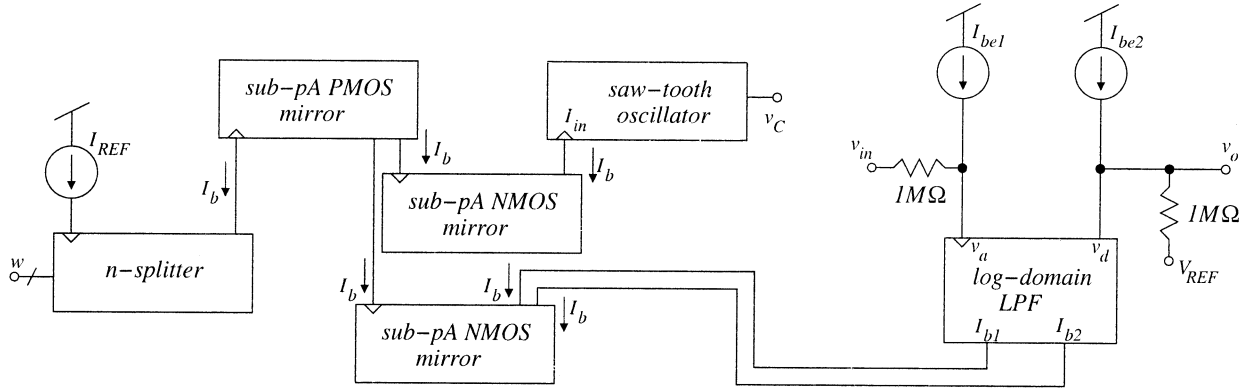 I_REF
w
n-splitter
I_b
sub-pA PMOS
mirror
I_b
sub-pA NMOS
mirror
I_b
saw-tooth
oscillator
I_in
v_C
I_b
sub-pA NMOS
mirror
I_b
I_b
I_be1
I_be2
v_in
1MΩ
v_o
1MΩ
V_REF
v_a
v_d
log-domain
LPF
I_b1
I_b2